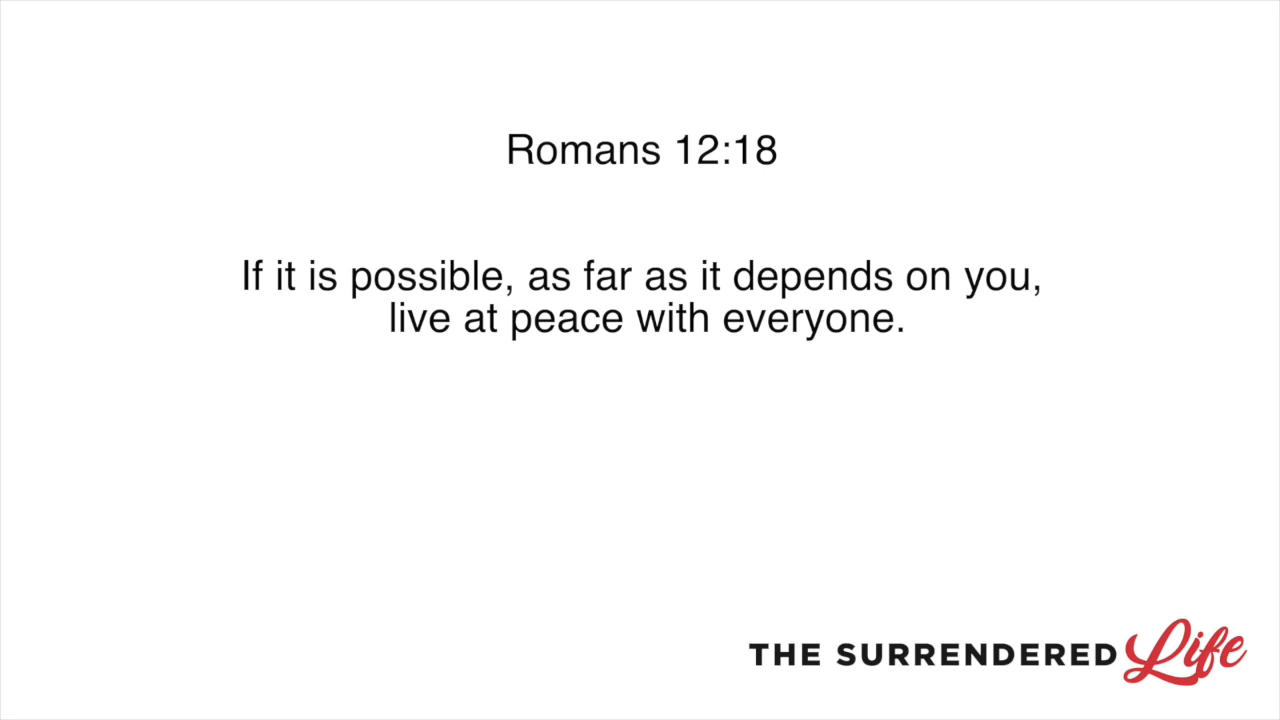 Romans 12:18
If it is possible, as far as it depends on you,
live at peace with everyone.
THE SURRENDERED Life